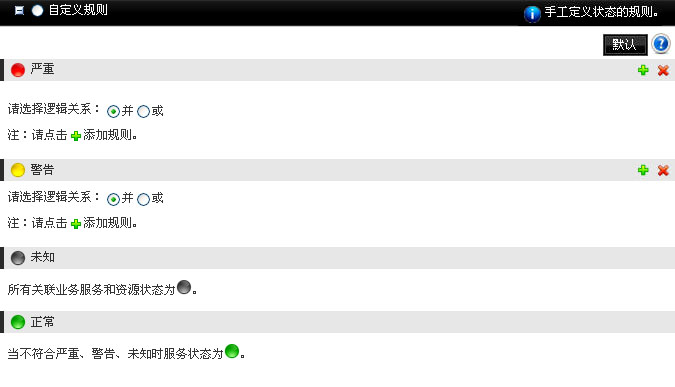 自定义规则
手工定义状态的规则。
默认
严重
请选择逻辑关系： 并 或
注：请点击 添加规则。
警告
请选择逻辑关系： 并 或
注：请点击 添加规则。
未知
所有关联业务服务和资源状态为 。
正常
当不符合严重、警告、未知时服务状态为 。